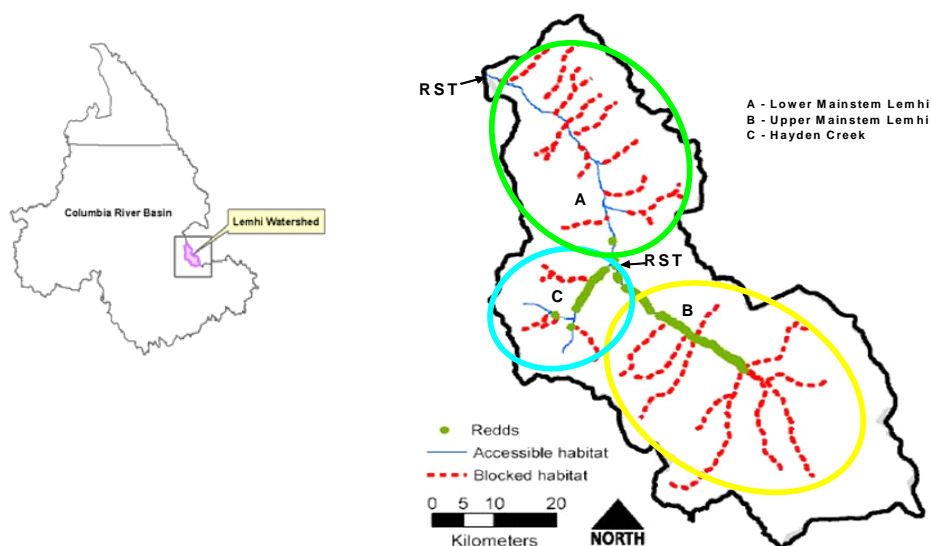 Columbia River Basin
Lemhi Watershed
RST
A - Lower Mainstem Lemhi
B - Upper Mainstem Lemhi
C - Hayden Creek
A
RST
C
B
Redds
Accessible habitat
Blocked habitat
0 5 10 20
Kilometers
NORTH